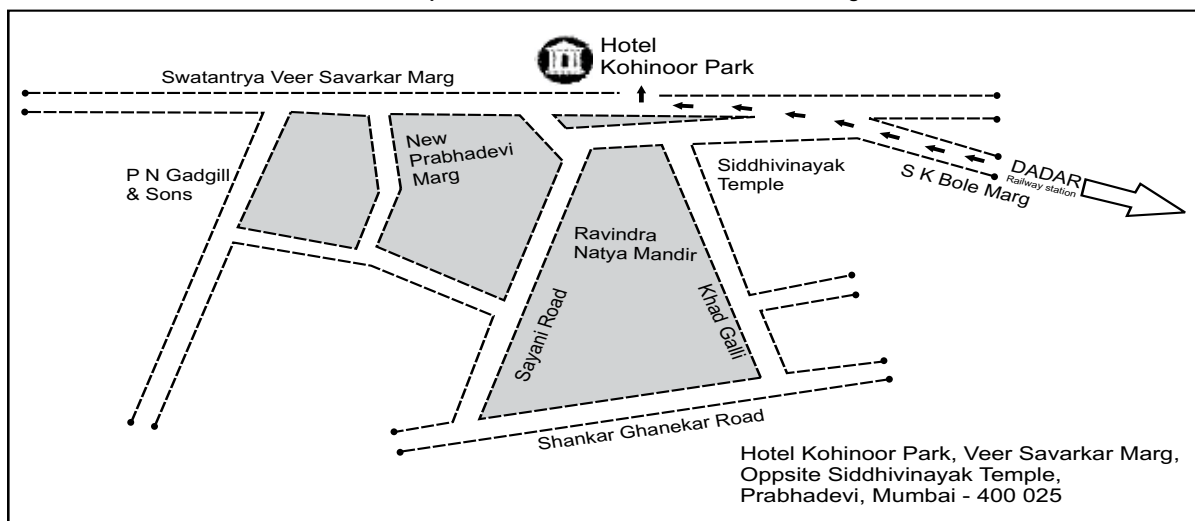 Hotel
Kohinoor Park
Swatantrya Veer Savarkar Marg
New
Prabhadevi
Marg
P N Gadgill
& Sons
Siddhivinayak
Temple
S K Bole Marg
DADAR
Railway station
Ravindra
Natya Mandir
Sayani Road
Khad Galli
Shankar Ghanekar Road
Hotel Kohinoor Park, Veer Savarkar Marg,
Oppsite Siddhivinayak Temple,
Prabhadevi, Mumbai - 400 025